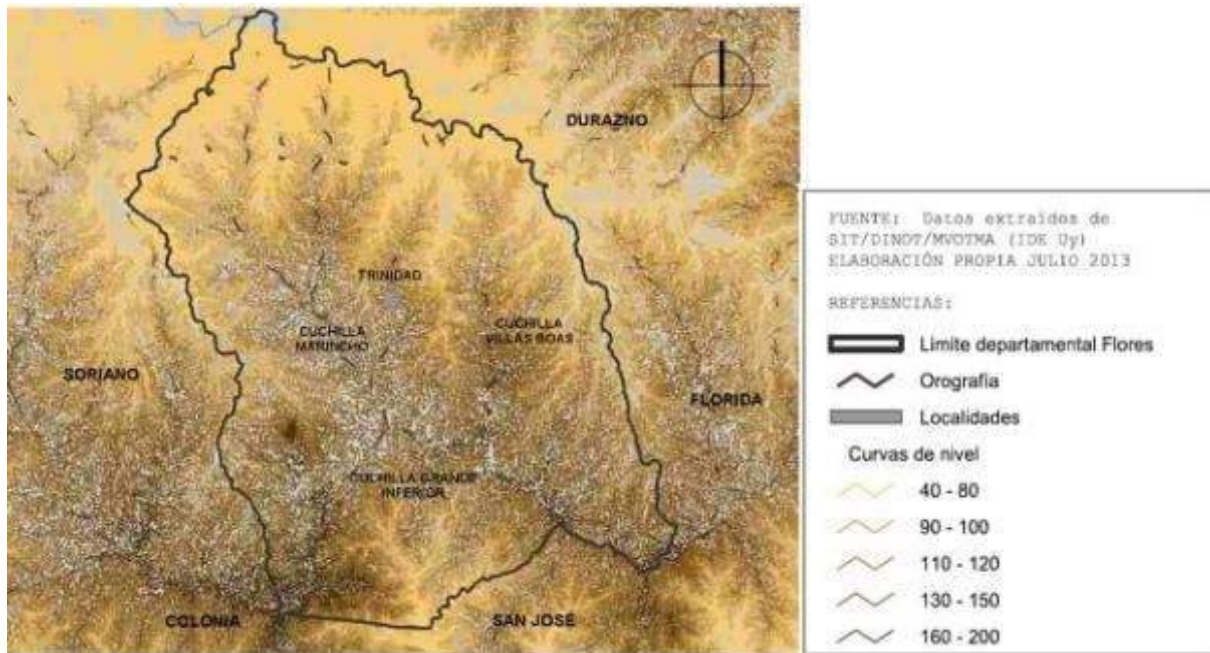 DURAZNO
TRINIDAD
CUCHILLA
MARINCHO
CUCHILLA
VILLAS BOAS
SORIANO
FLORIDA
CUCHILLA GRANDE
INFERIOR
COLONIA
SAN JOSE
FUENTE: Datos extraídos de
SIT/DINOT/MVOTMA (IDE Uy)
ELABORACIÓN PROPIA JULIO 2013
REFERENCIAS:
Limite departamental Flores
Orografía
Localidades
Curvas de nivel
40 - 80
90 - 100
110 - 120
130 - 150
160 - 200